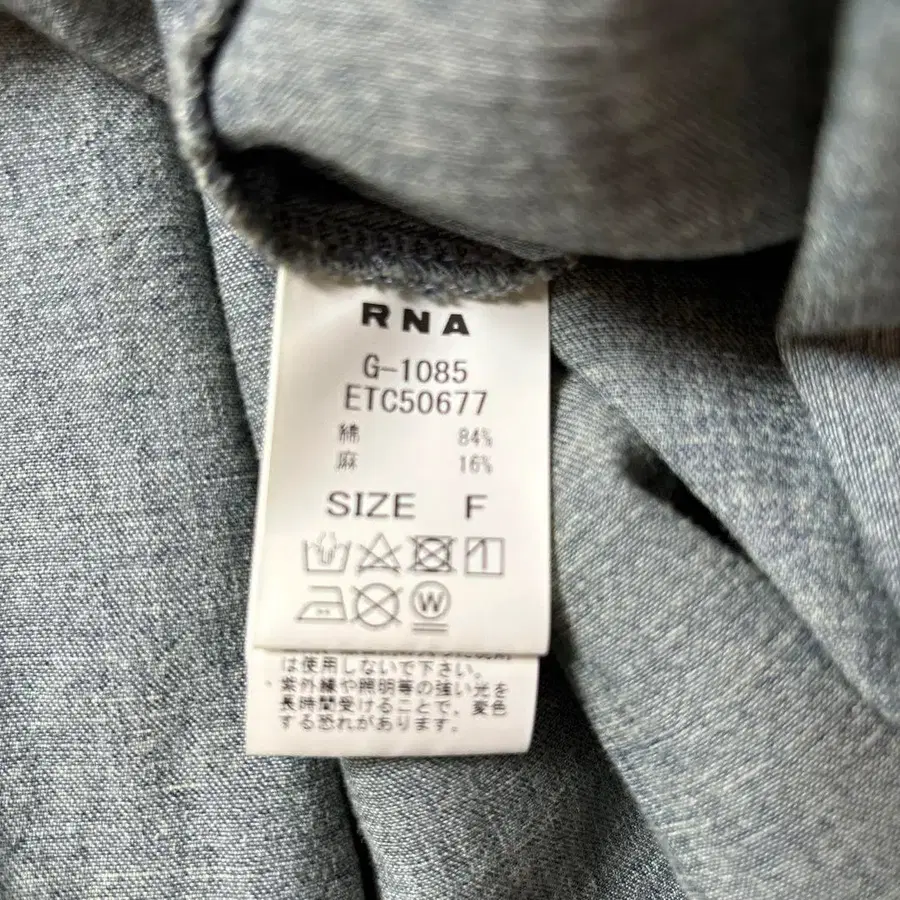 RNA
G-1085
ETC50677
綿 84%
麻 16%
SIZE F
W
は使用しないで下さい。
・紫外線や照明等の強い光を
長時間受けることで、変色
する恐れがあります。